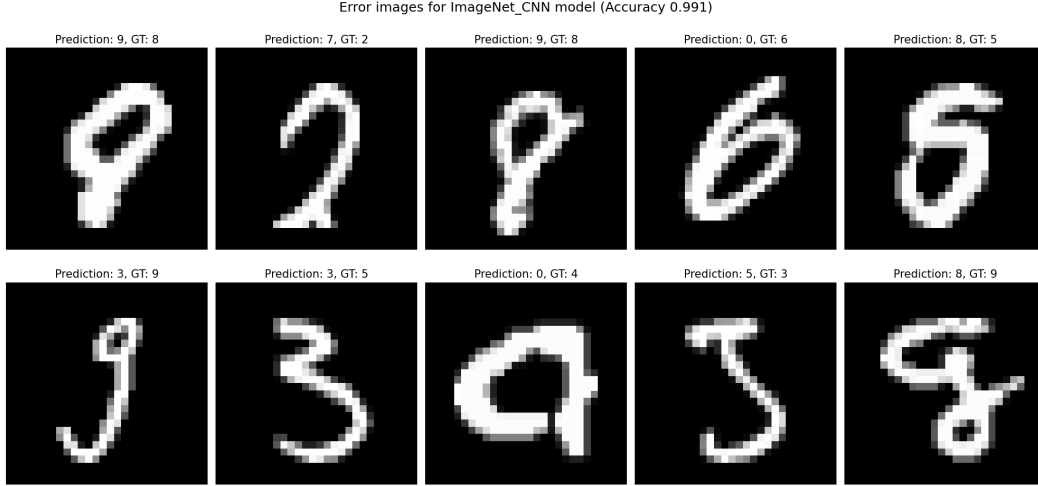 Error images for ImageNet_CNN model (Accuracy 0.991)
Prediction: 9, GT: 8
Prediction: 7, GT: 2
Prediction: 9, GT: 8
Prediction: 0, GT: 6
Prediction: 8, GT: 5
Prediction: 3, GT: 9
Prediction: 3, GT: 5
Prediction: 0, GT: 4
Prediction: 5, GT: 3
Prediction: 8, GT: 9